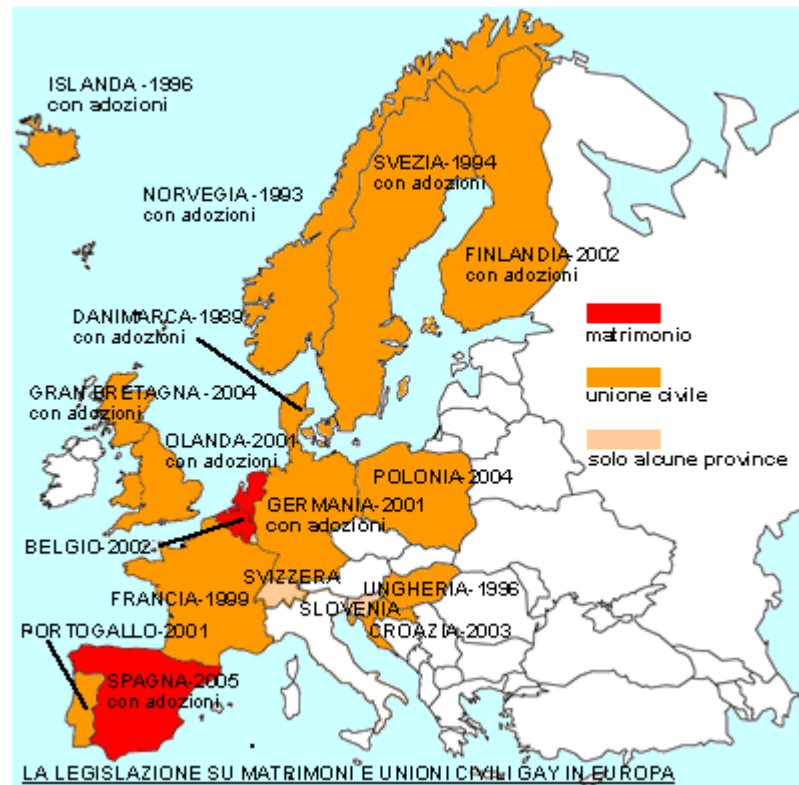 ISLANDA -1996
con adozioni
SVEZIA-1994
con adozioni
NORVEGIA-1993
con adozioni
FINLANDIA-2002
con adozioni
DANIMARCA-1989
con adozioni
matrimonio
GRAN BRETAGNA-2004
con adozioni
unione civile
OLANDA-2001
con adozioni
solo alcune province
POLONIA-2004
GERMANIA-2001
con adozioni
BELGIO-2002
SVIZZERA
UNGHERIA-1996
FRANCIA-1999
SLOVENIA
CROAZIA-2003
PORTOGALLO-2001
SPAGNA-2005
con adozioni
LA LEGISLAZIONE SU MATRIMONI E UNIONI CIVILI GAY IN EUROPA